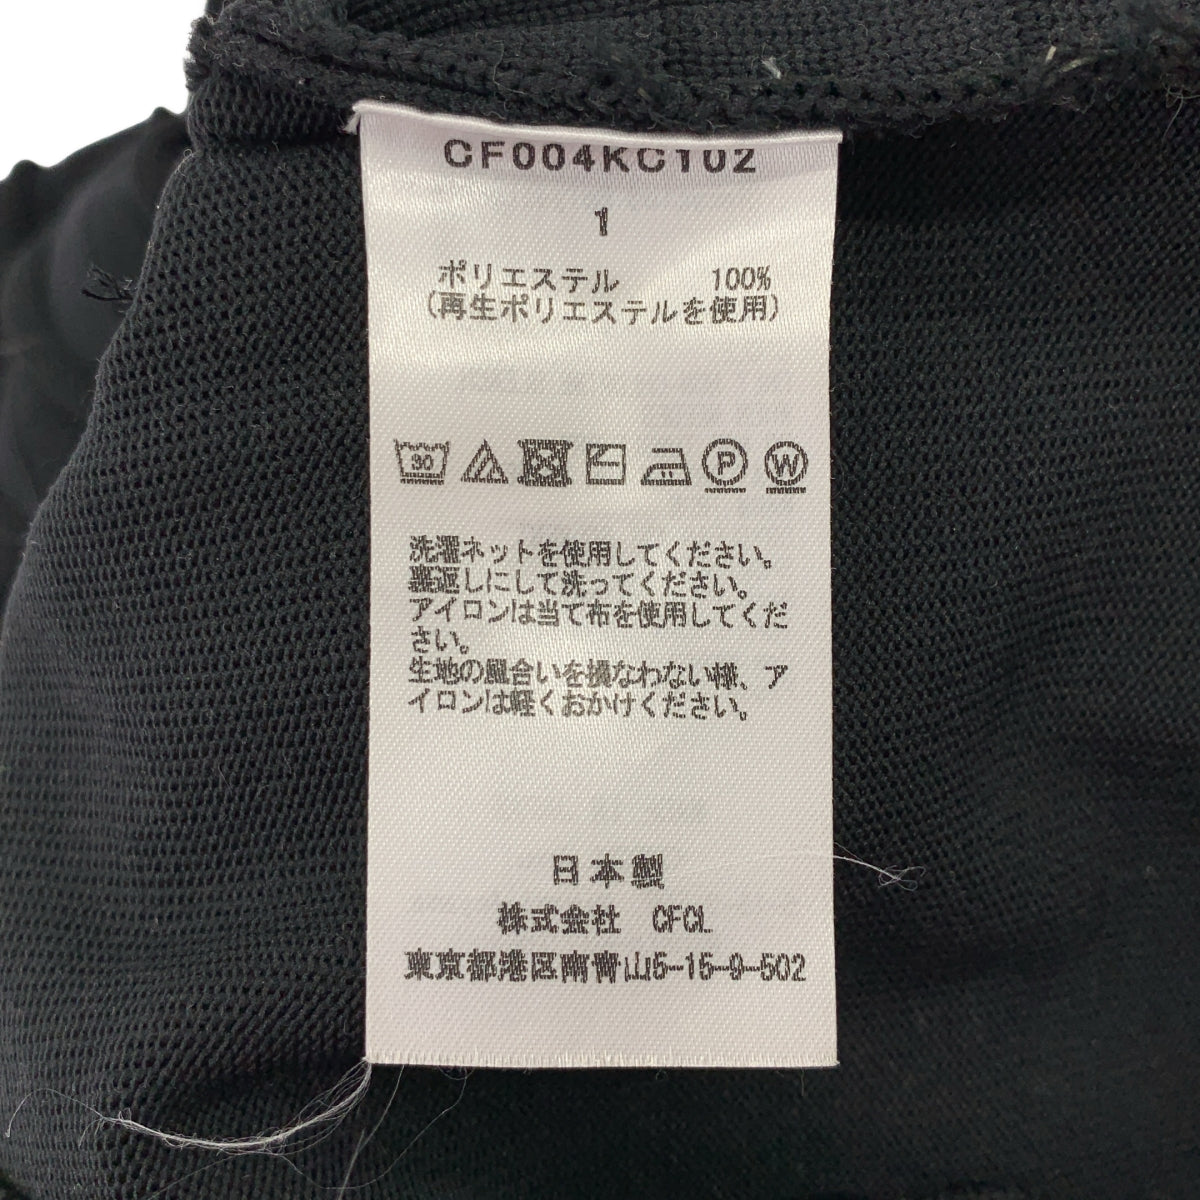 CF004KC102
1
ポリエステル 100%
(再生ポリエステルを使用)
30
P W
洗濯ネットを使用してください。
裏返しにして洗ってください。
アイロンは当て布を使用してくだ
さい。
生地の風合いを損なわない様、ア
イロンは軽くおかけください。
日本製
株式会社 CFCL
東京都港区南青山5-15-9-502